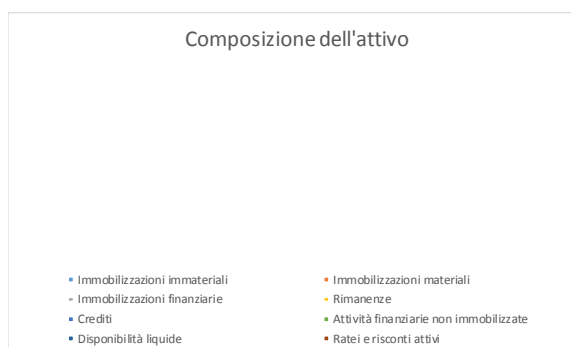 Composizione dell'attivo
Immobilizzazioni immateriali
Immobilizzazioni materiali
Immobilizzazioni finanziarie
Rimanenze
Crediti
Attività finanziarie non immobilizzate
Disponibilità liquide
Ratei e risconti attivi